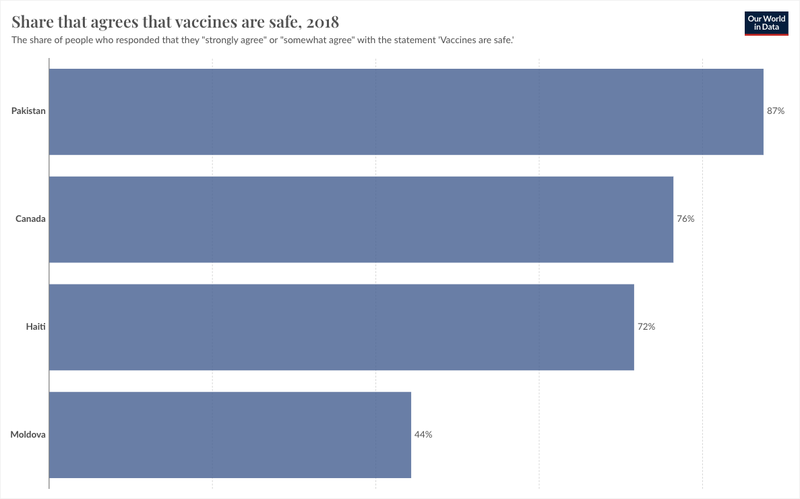 Share that agrees that vaccines are safe, 2018
Our World
in Data
The share of people who responded that they "strongly agree" or "somewhat agree" with the statement 'Vaccines are safe.'
Pakistan 87%
Canada 76%
Haiti 72%
Moldova 44%